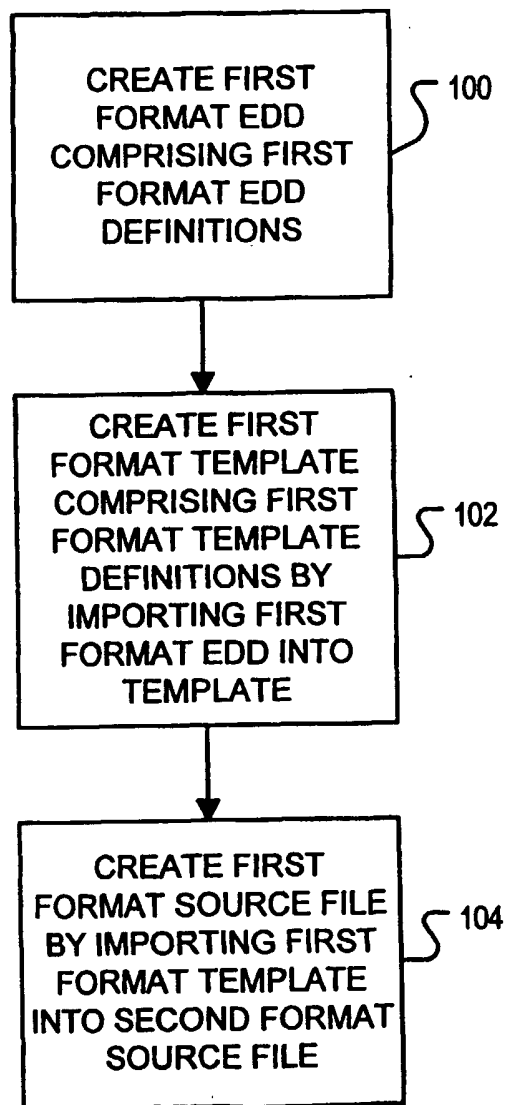 CREATE FIRST
FORMAT EDD
COMPRISING FIRST
FORMAT EDD
DEFINITIONS
100
CREATE FIRST
FORMAT TEMPLATE
COMPRISING FIRST
FORMAT TEMPLATE
DEFINITIONS BY
IMPORTING FIRST
FORMAT EDD INTO
TEMPLATE
102
CREATE FIRST
FORMAT SOURCE FILE
BY IMPORTING FIRST
FORMAT TEMPLATE
INTO SECOND FORMAT
SOURCE FILE
104